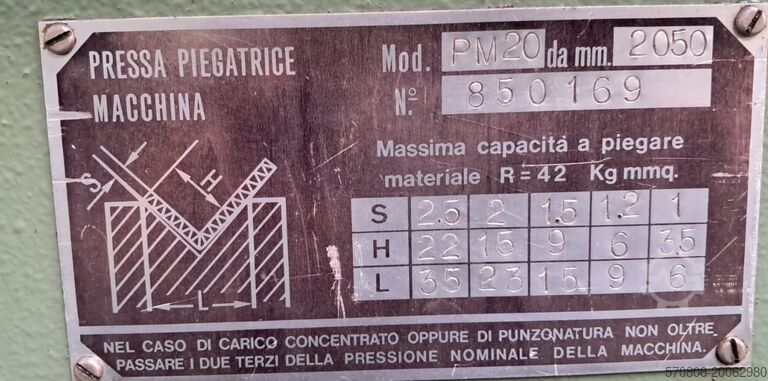 PRESSA PIEGATRICE
MACCHINA
Mod. PM20 da mm. 2050
N.º 850169
Massima capacità a piegare
materiale R=42 Kg mmq.
S 2.5 2 1.5 1.2 1
H 22 15 9 6 3.5
L 35 23 15 9 6
S
H
L
NEL CASO DI CARICO CONCENTRATO OPPURE DI PUNZONATURA NON OLTRE
PASSARE I DUE TERZI DELLA PRESSIONE NOMINALE DELLA MACCHINA.
570808-20062980